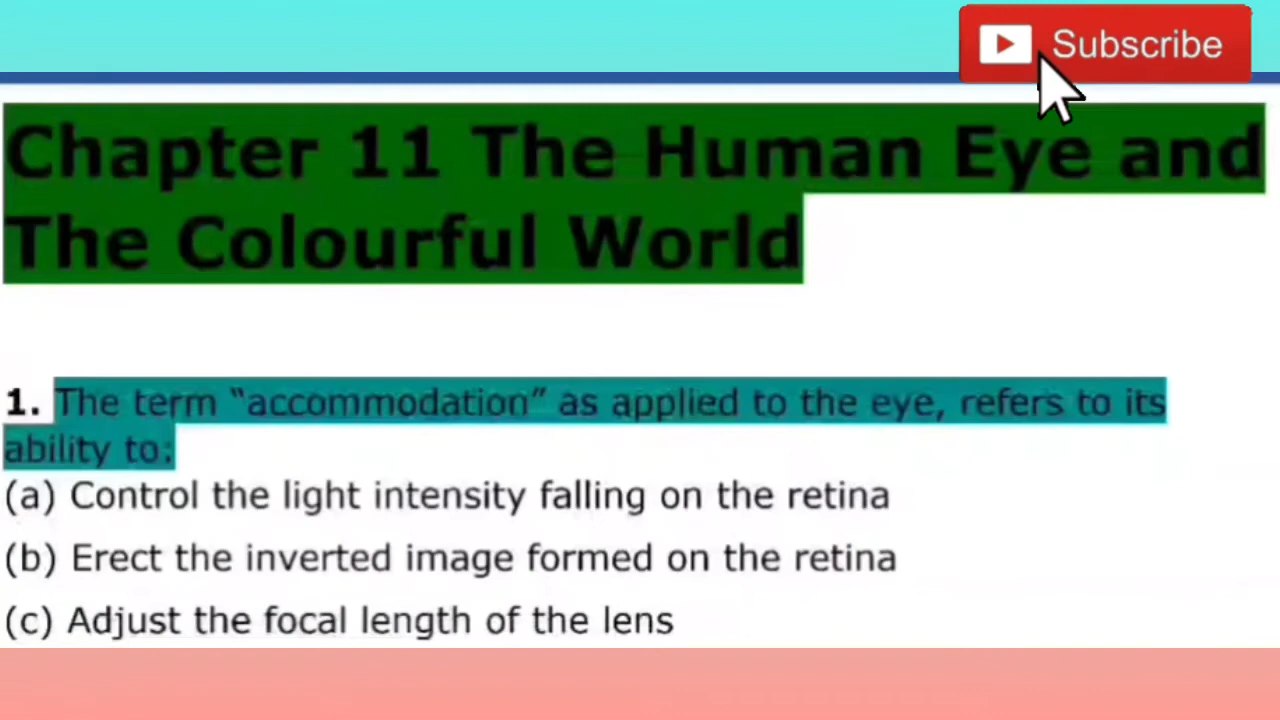 Subscribe
Chapter 11 The Human Eye and
The Colourful World
1. The term “accommodation” as applied to the eye, refers to its
ability to:
(a) Control the light intensity falling on the retina
(b) Erect the inverted image formed on the retina
(c) Adjust the focal length of the lens